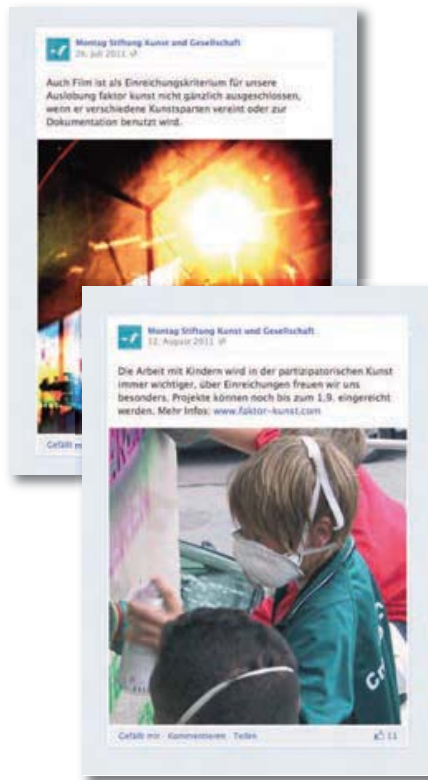 Montag Stiftung Kunst und Gesellschaft
26. Juli 2011
Auch Film ist als Einreichungskriterium für unsere
Auslobung faktor kunst nicht gänzlich ausgeschlossen,
wenn er verschiedene Kunstsparten vereint oder zur
Dokumentation benutzt wird.
Gefällt m
Montag Stiftung Kunst und Gesellschaft
12. August 2011
Die Arbeit mit Kindern wird in der partizipatorischen Kunst
immer wichtiger, über Einreichungen freuen wir uns
besonders. Projekte können noch bis zum 1.9. eingereicht
werden. Mehr Infos: www.faktor-kunst.com
Gefällt mir · Kommentieren · Teilen
11